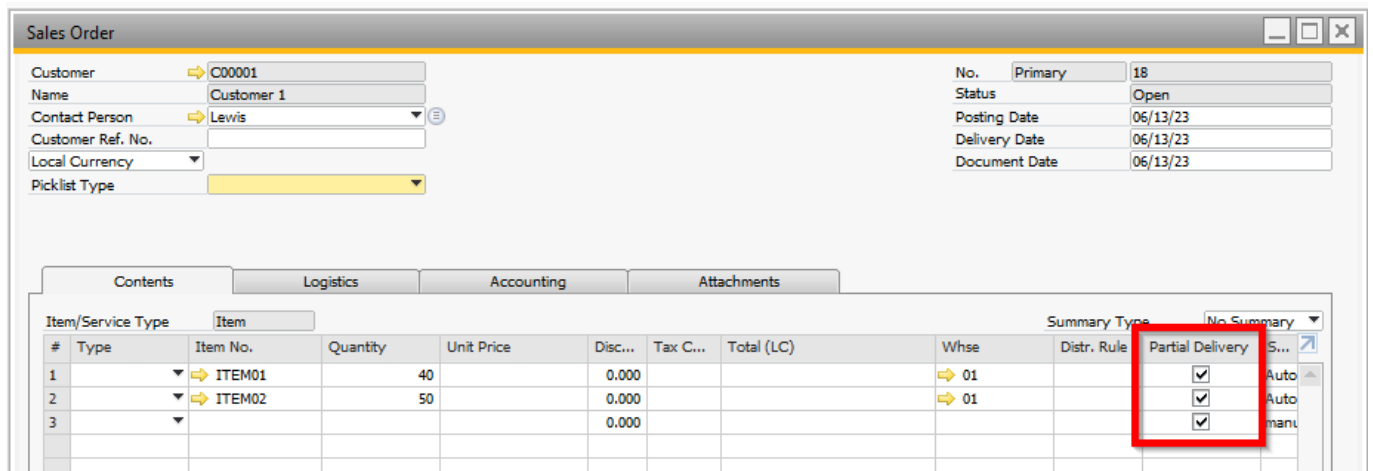 Sales Order
Customer C00001 No. Primary 18
Name Customer 1 Status Open
Contact Person Lewis Posting Date 06/13/23
Customer Ref. No. Delivery Date 06/13/23
Local Currency Document Date 06/13/23
Picklist Type
Contents Logistics Accounting Attachments
Item/Service Type Item Summary Type No Summary
# Type Item No. Quantity Unit Price Disc... Tax C... Total (LC) Whse Distr. Rule Partial Delivery S...
1 ITEM01 40 0.000 01 Auto
2 ITEM02 50 0.000 01 Auto
3 0.000 manu